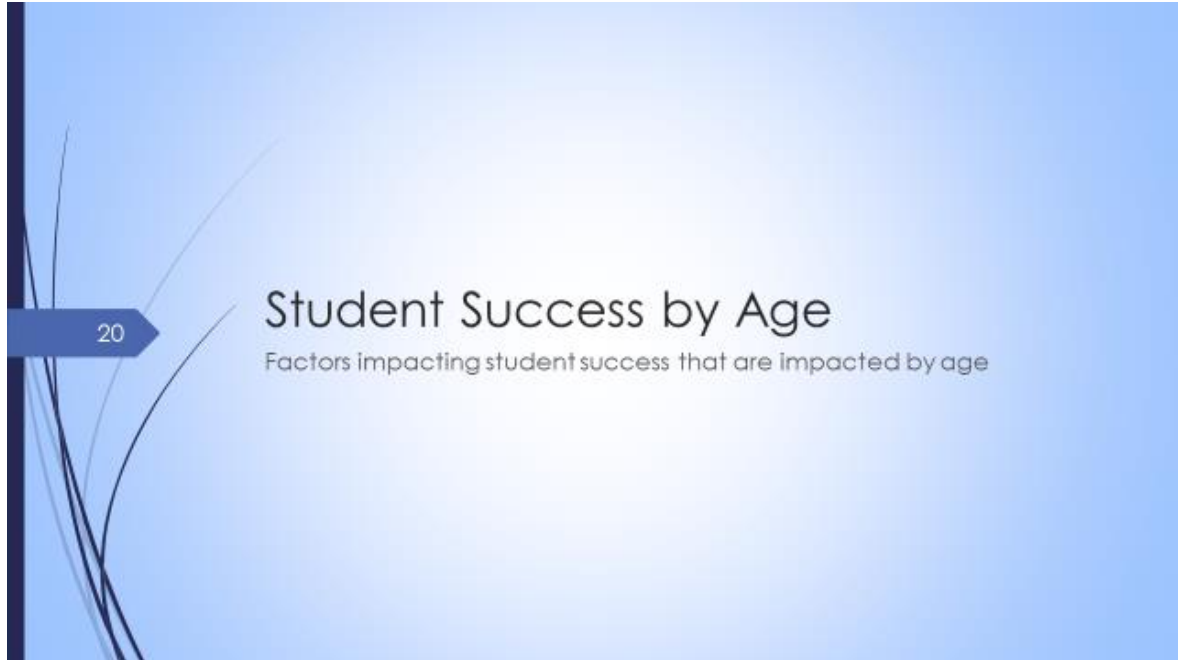 20
Student Success by Age
Factors impacting student success that are impacted by age